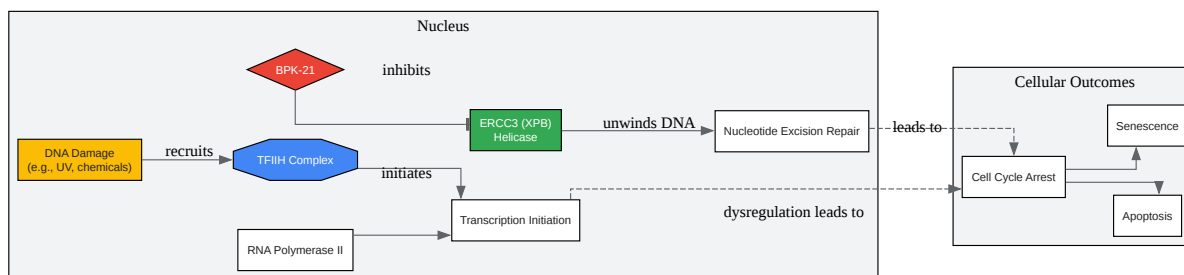 Nucleus
BPK-21
inhibits
ERCC3 (XPB)
Helicase
unwinds DNA
Nucleotide Excision Repair
leads to
DNA Damage
(e.g., UV, chemicals)
recruits
TFIIH Complex
initiates
Transcription Initiation
dysregulation leads to
RNA Polymerase II
Cellular Outcomes
Senescence
Cell Cycle Arrest
Apoptosis